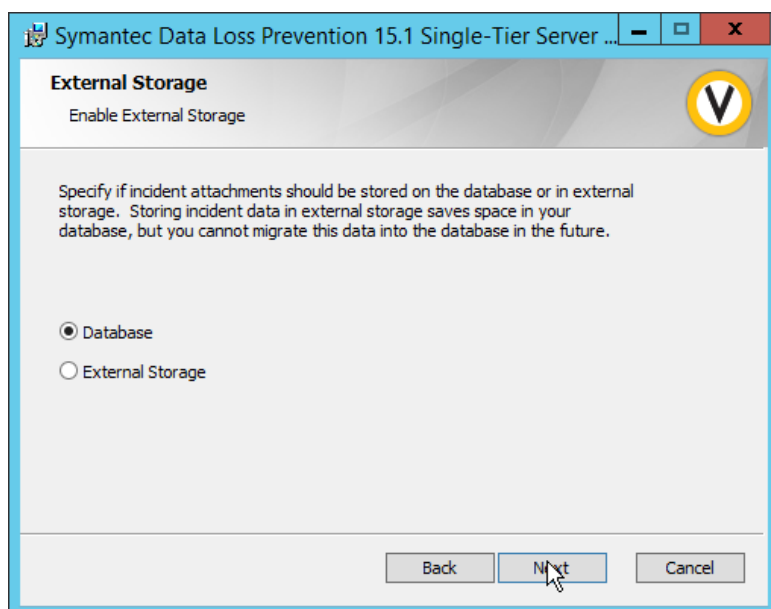 Symantec Data Loss Prevention 15.1 Single-Tier Server ...
External Storage
Enable External Storage
Specify if incident attachments should be stored on the database or in external
storage. Storing incident data in external storage saves space in your
database, but you cannot migrate this data into the database in the future.
Database
External Storage
Back Next Cancel